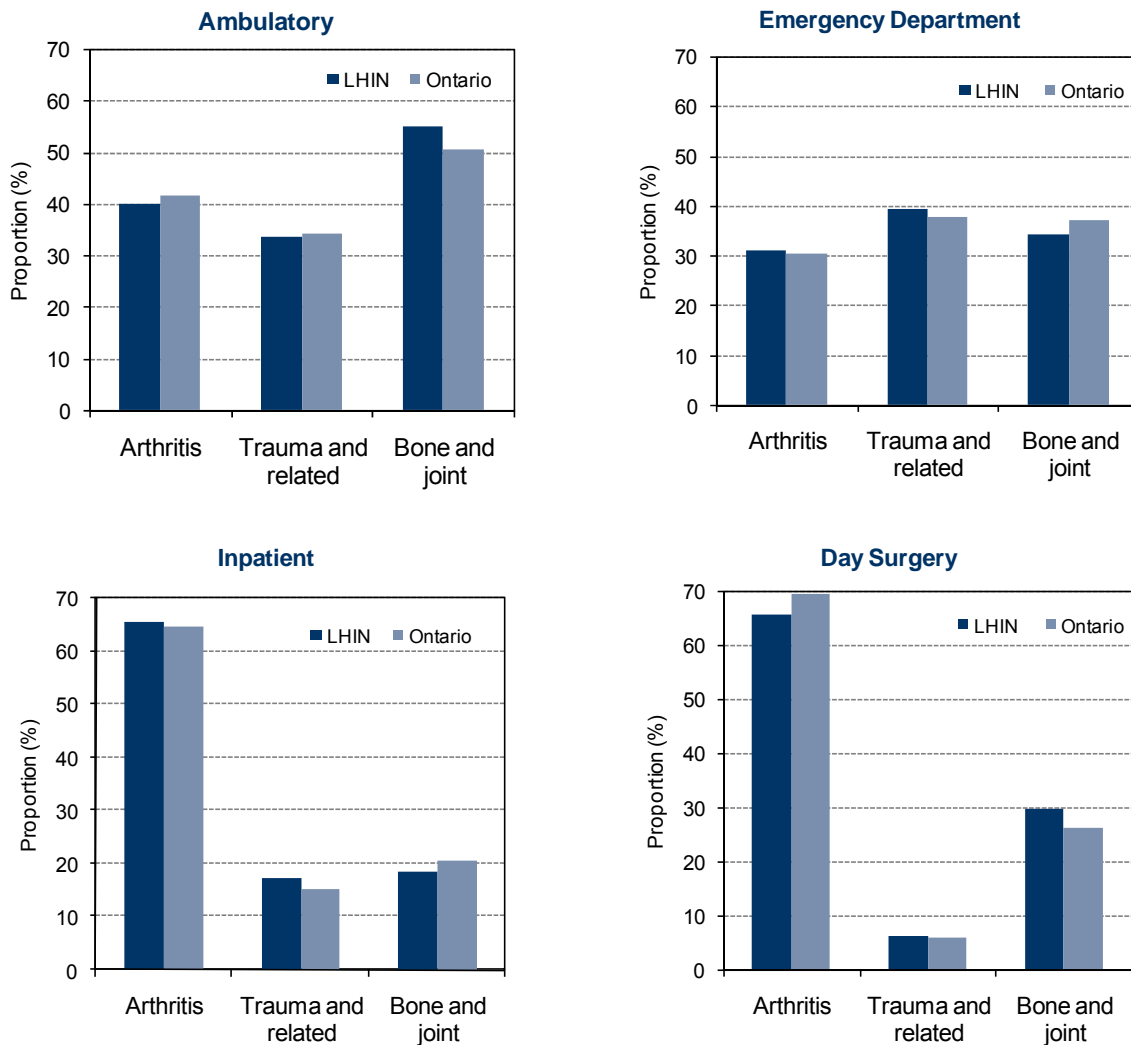 Ambulatory
70
60
50
40
30
20
10
0
Proportion (%)
LHIN Ontario
Arthritis Trauma and Bone and
related joint
Emergency Department
70
60
50
40
30
20
10
0
Proportion (%)
LHIN Ontario
Arthritis Trauma and Bone and
related joint
Inpatient
70
60
50
40
30
20
10
0
Proportion (%)
LHIN Ontario
Arthritis Trauma and Bone and
related joint
Day Surgery
70
60
50
40
30
20
10
0
Proportion (%)
LHIN Ontario
Arthritis Trauma and Bone and
related joint